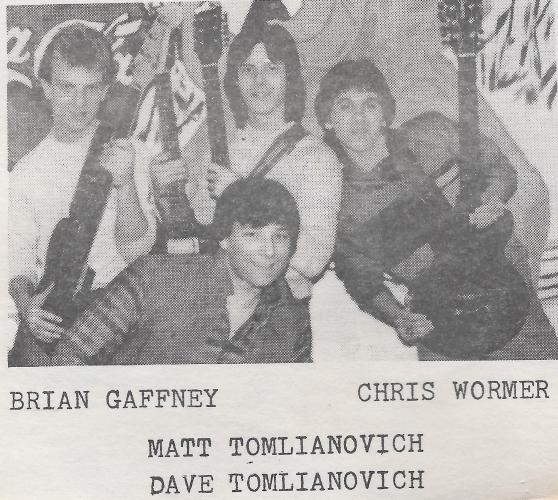 BRIAN GAFFNEY CHRIS WORMER
MATT TOMLIANOVICH
DAVE TOMLIANOVICH